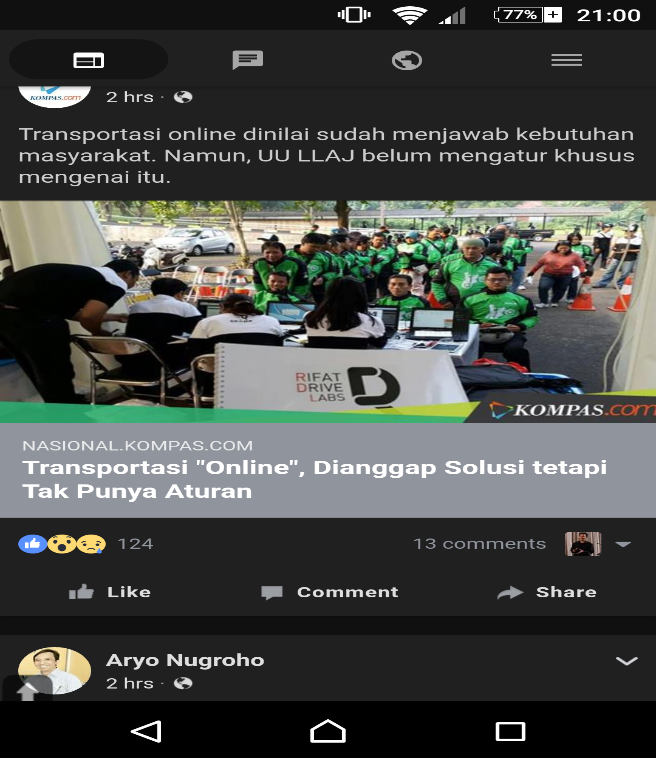 77%
21:00
KOMPAS.com
2 hrs ·
Transportasi online dinilai sudah menjawab kebutuhan
masyarakat. Namun, UU LLAJ belum mengatur khusus
mengenai itu.
RIFAT
DRIVE
LABS
KOMPAS.com
NASIONAL.KOMPAS.COM
Transportasi "Online", Dianggap Solusi tetapi
Tak Punya Aturan
124
13 comments
Like
Comment
Share
Aryo Nugroho
2 hrs ·